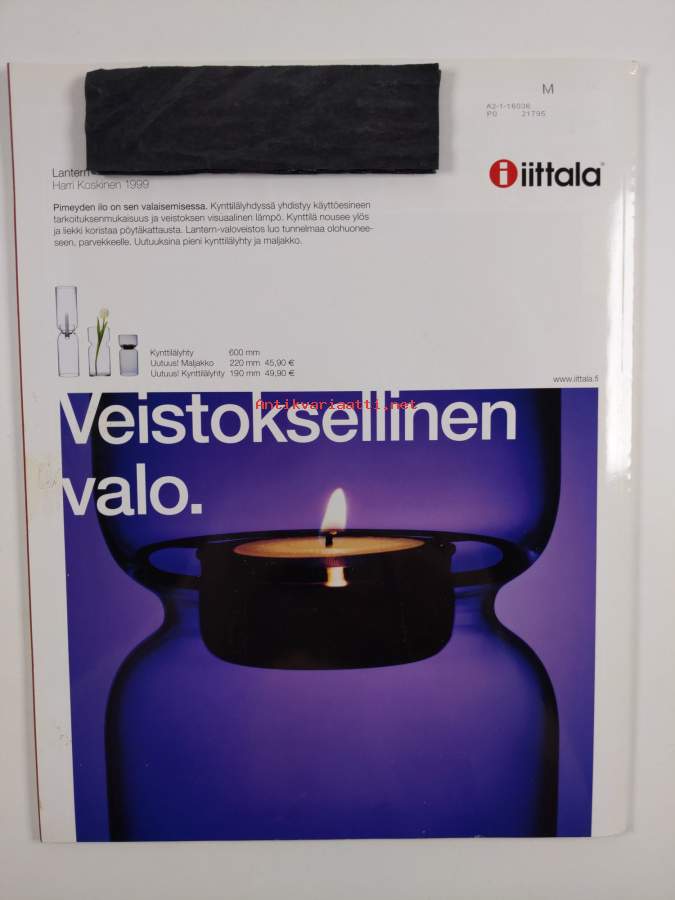 M
A2-1-16036
PO 21795
Lantern
Harri Koskinen 1999
iittala
Pimeyden ilo on sen valaisemisessa. Kynttilälyhdyssä yhdistyy käyttöesineen
tarkoituksenmukaisuus ja veistoksen visuaalinen lämpö. Kynttilä nousee ylös
ja liekki koristaa pöytäkattausta. Lantern-valoveistos luo tunnelmaa olohuonee-
seen, parvekkeelle. Uutuuksina pieni kynttilälyhty ja maljakko.
Kynttilälyhty 600 mm
Uutuus! Maljakko 220 mm 45,90 €
Uutuus! Kynttilälyhty 190 mm 49,90 €
www.iittala.fi
Antikvariaatti.net
Veistoksellinen
valo.